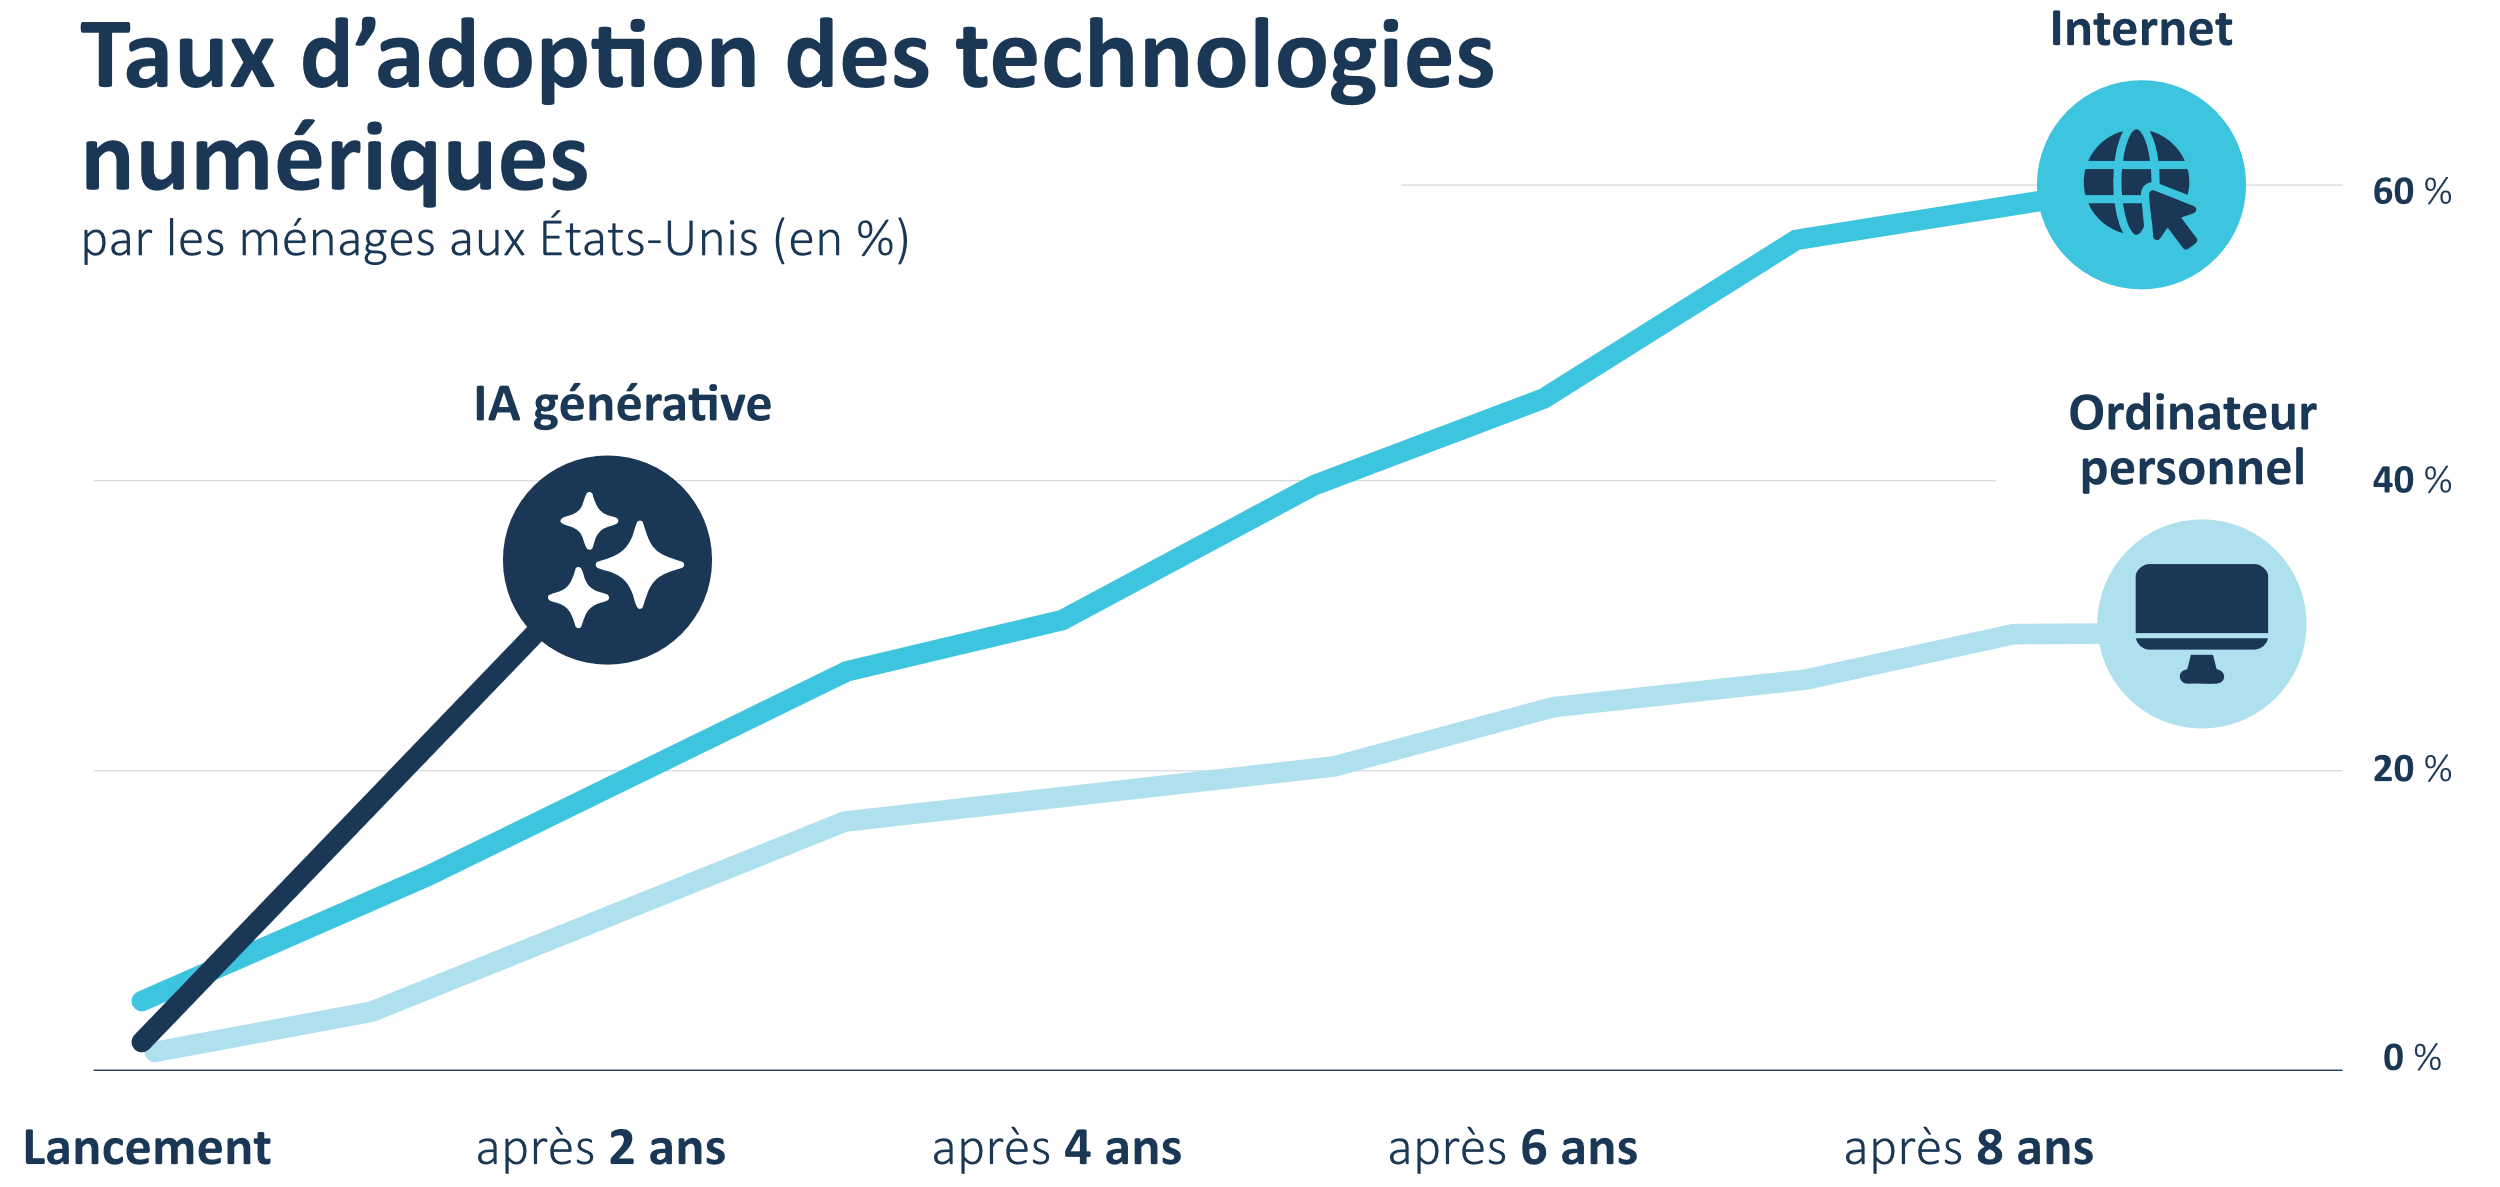 Taux d’adoption des technologies
numériques
par les ménages aux États-Unis (en %)
Internet
60 %
IA générative
Ordinateur
personnel
40 %
20 %
0 %
Lancement
après 2 ans
après 4 ans
après 6 ans
après 8 ans